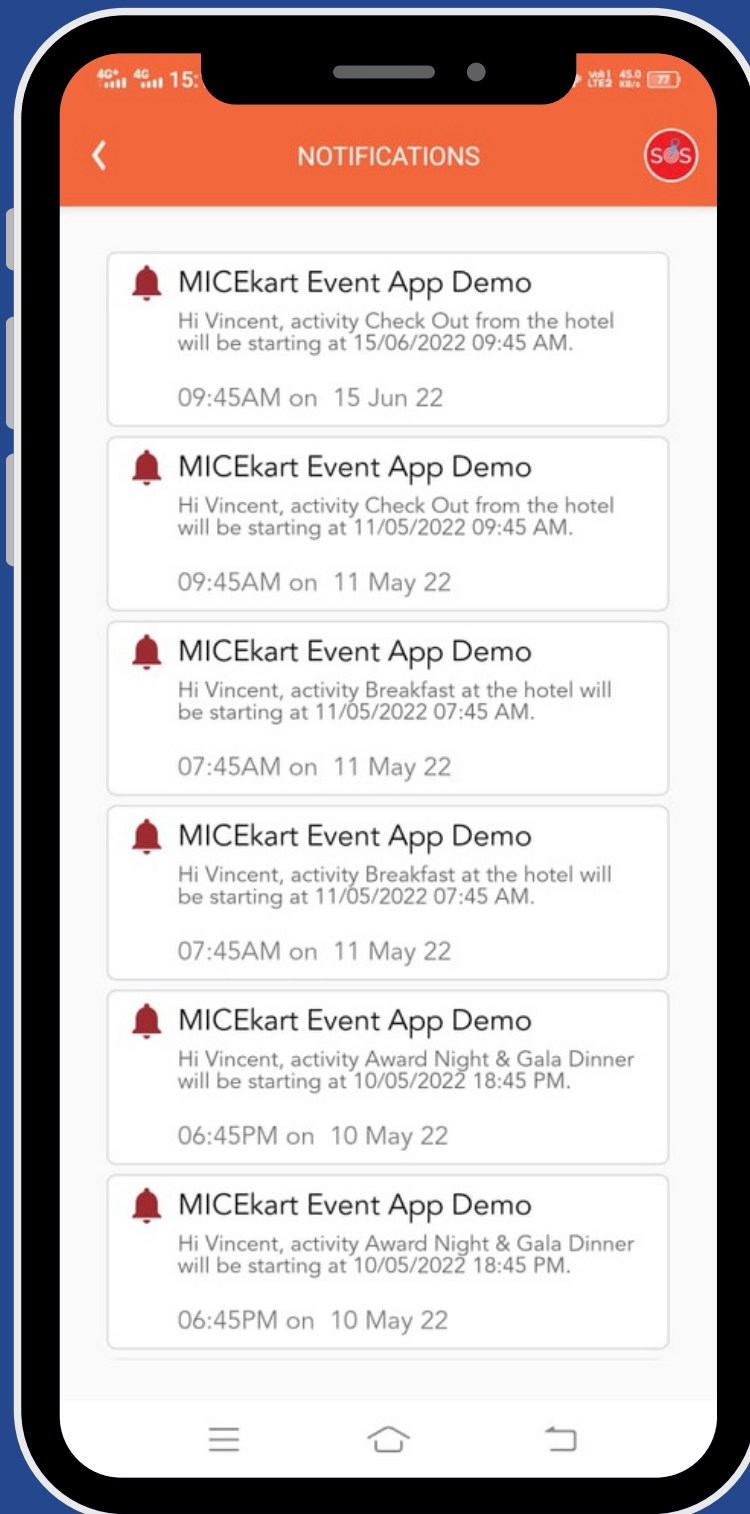 4G+ 4G 15:
LTE2 45.0 KB/s 77
NOTIFICATIONS
SOS
MICEkart Event App Demo
Hi Vincent, activity Check Out from the hotel
will be starting at 15/06/2022 09:45 AM.
09:45AM on 15 Jun 22
MICEkart Event App Demo
Hi Vincent, activity Check Out from the hotel
will be starting at 11/05/2022 09:45 AM.
09:45AM on 11 May 22
MICEkart Event App Demo
Hi Vincent, activity Breakfast at the hotel will
be starting at 11/05/2022 07:45 AM.
07:45AM on 11 May 22
MICEkart Event App Demo
Hi Vincent, activity Breakfast at the hotel will
be starting at 11/05/2022 07:45 AM.
07:45AM on 11 May 22
MICEkart Event App Demo
Hi Vincent, activity Award Night & Gala Dinner
will be starting at 10/05/2022 18:45 PM.
06:45PM on 10 May 22
MICEkart Event App Demo
Hi Vincent, activity Award Night & Gala Dinner
will be starting at 10/05/2022 18:45 PM.
06:45PM on 10 May 22